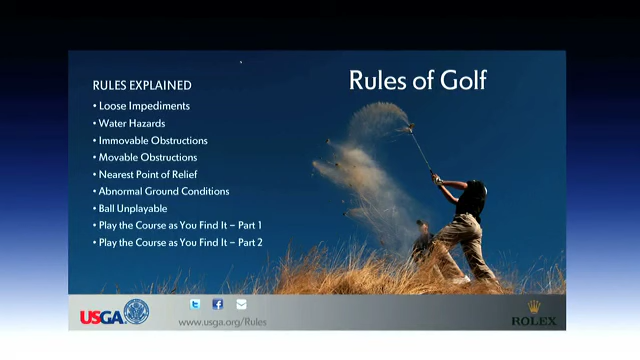 Rules of Golf
RULES EXPLAINED
• Loose Impediments
• Water Hazards
• Immovable Obstructions
• Movable Obstructions
• Nearest Point of Relief
• Abnormal Ground Conditions
• Ball Unplayable
• Play the Course as You Find It – Part 1
• Play the Course as You Find It – Part 2
USGA
www.usga.org/Rules
ROLEX